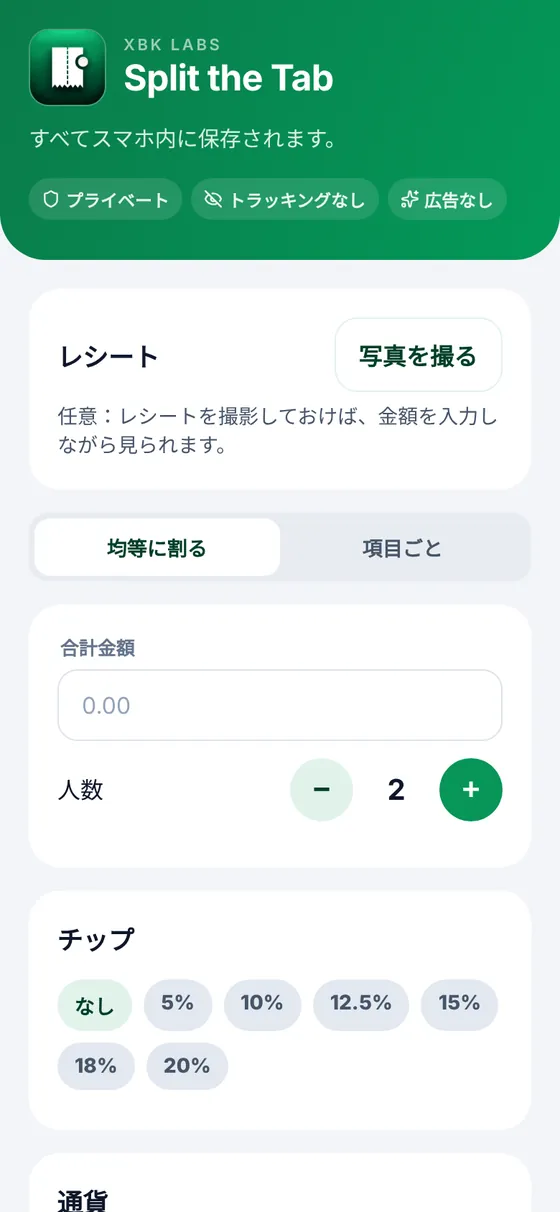 XBK LABS
Split the Tab
すべてスマホ内に保存されます。
プライベート
トラッキングなし
広告なし
レシート
写真を撮る
任意：レシートを撮影しておけば、金額を入力し
ながら見られます。
均等に割る
項目ごと
合計金額
0.00
人数
−
2
+
チップ
なし
5%
10%
12.5%
15%
18%
20%
通貨